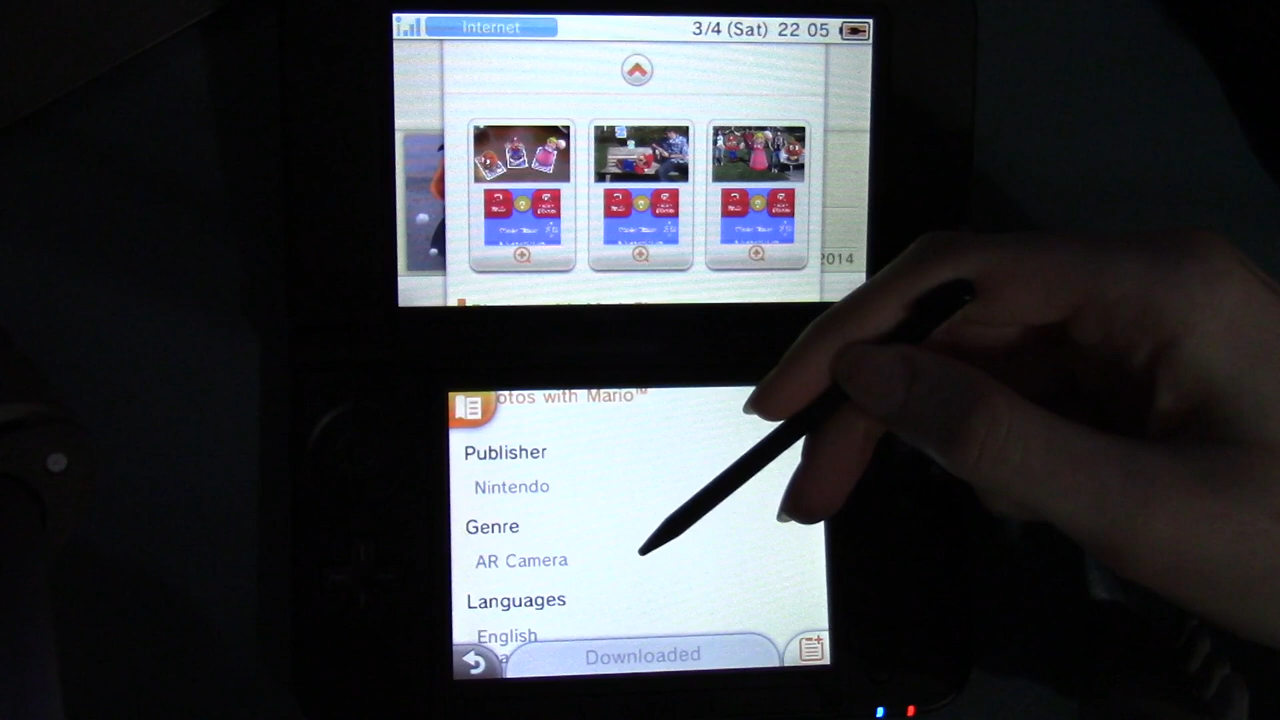 Internet
3/4 (Sat) 22 05
2014
otos with Mario™
Publisher
Nintendo
Genre
AR Camera
Languages
English
Downloaded